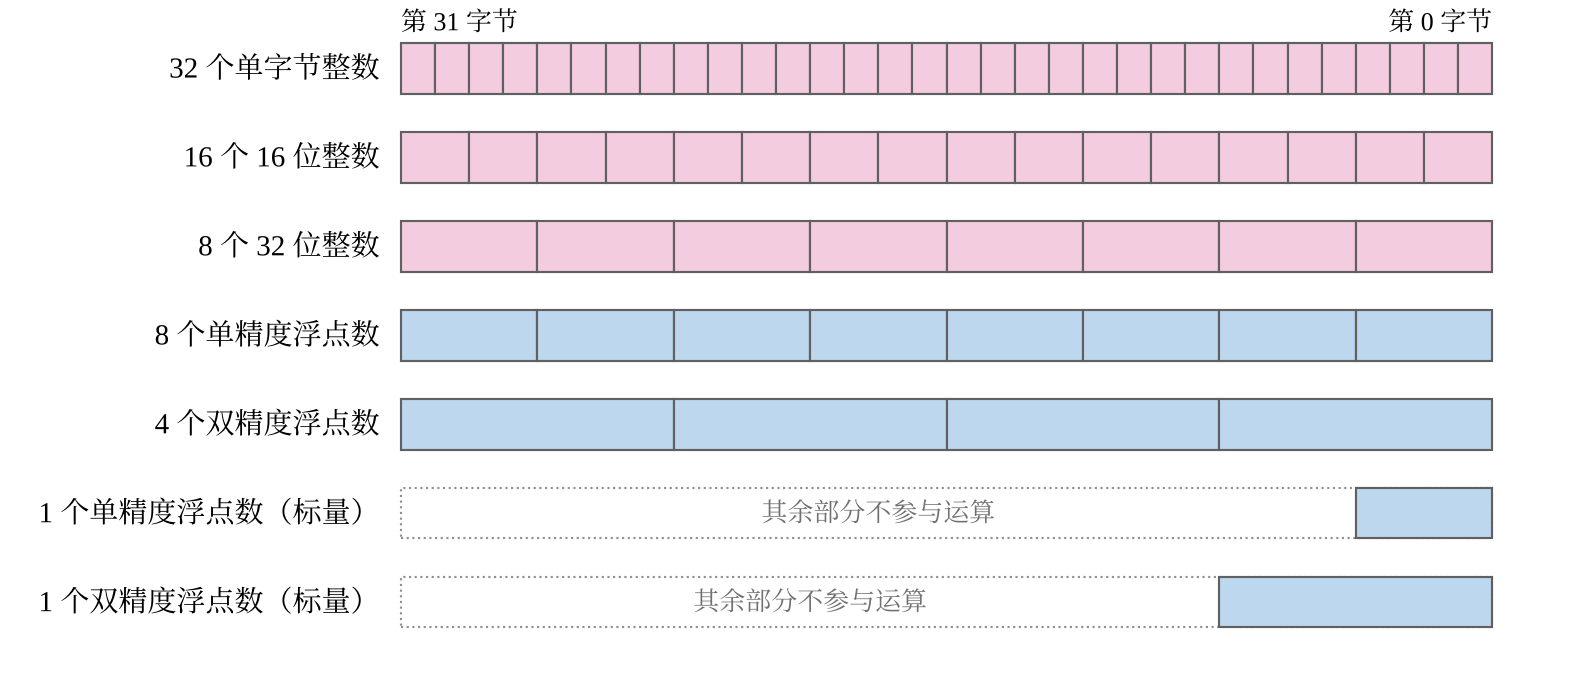 第 31 字节
第 0 字节
32 个单字节整数
16 个 16 位整数
8 个 32 位整数
8 个单精度浮点数
4 个双精度浮点数
1 个单精度浮点数（标量）
其余部分不参与运算
1 个双精度浮点数（标量）
其余部分不参与运算